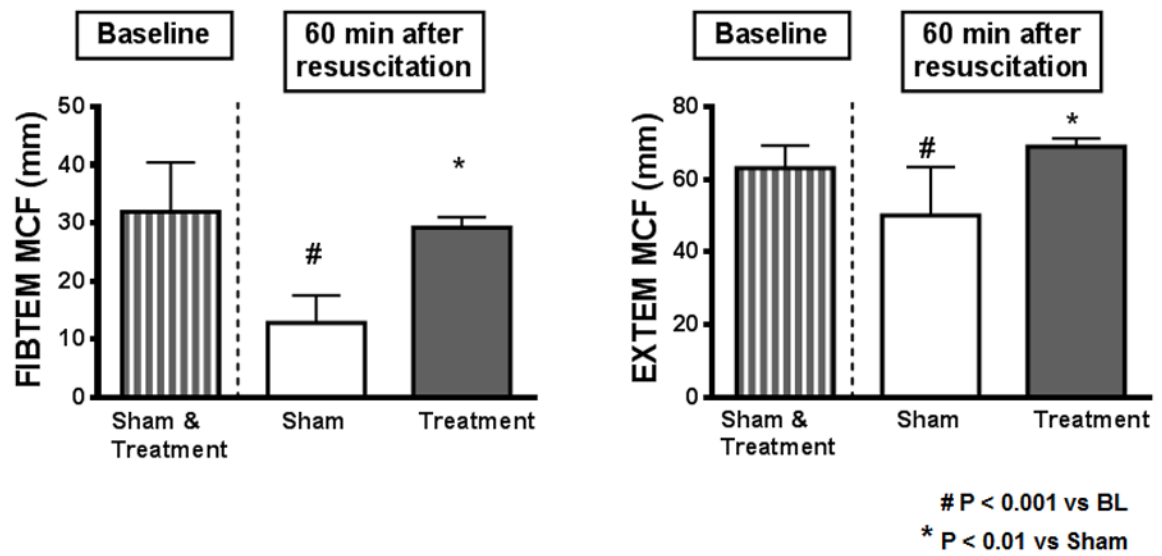 Baseline
60 min after
resuscitation
FIBTEM MCF (mm)
50
40
30
20
10
0
Sham &
Treatment
Sham
Treatment
Baseline
60 min after
resuscitation
EXTEM MCF (mm)
80
60
40
20
0
Sham &
Treatment
Sham
Treatment
#
*
#
*
# P < 0.001 vs BL
* P < 0.01 vs Sham